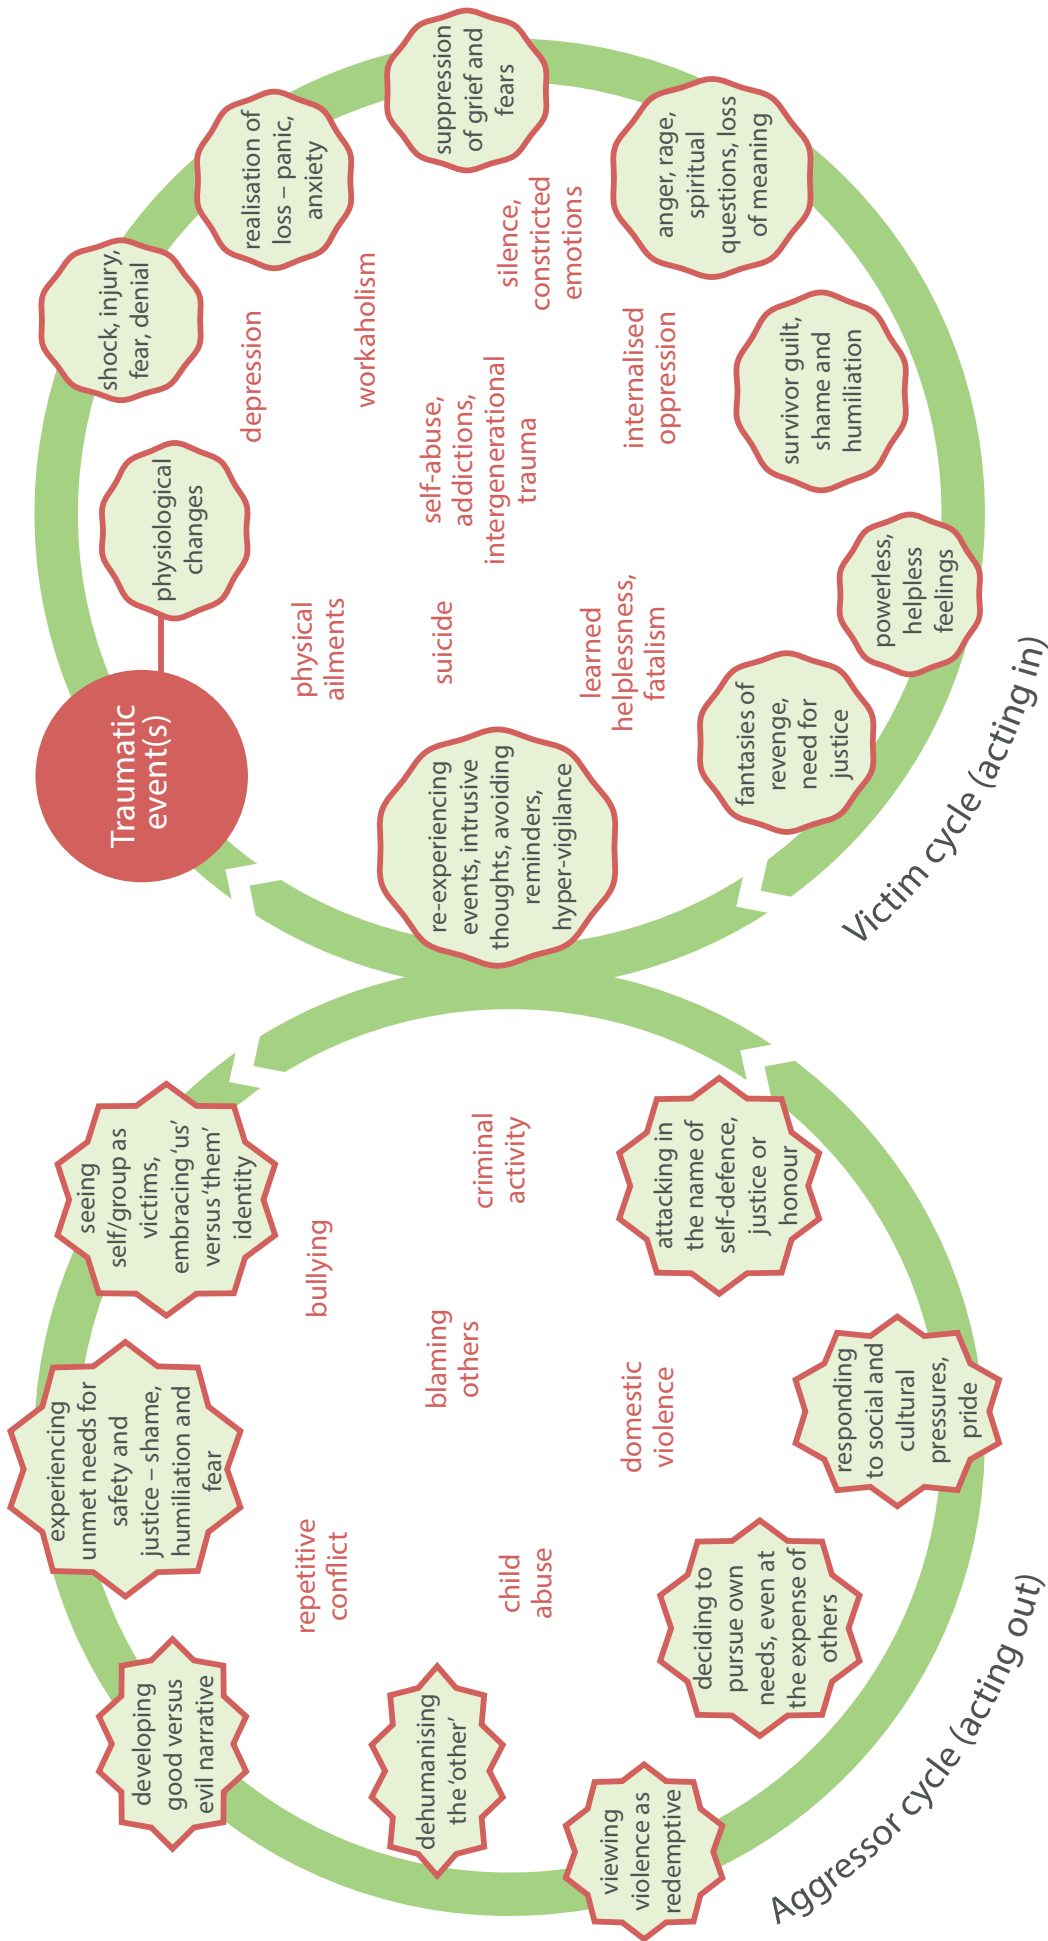 Traumatic
event(s)
physiological
changes
shock, injury,
fear, denial
realisation of
loss – panic,
anxiety
suppression
of grief and
fears
anger, rage,
spiritual
questions, loss
of meaning
survivor guilt,
shame and
humiliation
powerless,
helpless
feelings
fantasies of
revenge,
need for
justice
re-experiencing
events, intrusive
thoughts, avoiding
reminders,
hyper-vigilance
depression
workaholism
silence,
constricted
emotions
physical
ailments
suicide
self-abuse,
addictions,
intergenerational
trauma
internalised
oppression
learned
helplessness,
fatalism
Victim cycle (acting in)
seeing
self/group as
victims,
embracing ‘us’
versus ‘them’
identity
experiencing
unmet needs for
safety and
justice – shame,
humiliation and
fear
developing
good versus
evil narrative
dehumanising
the ‘other’
viewing
violence as
redemptive
deciding to
pursue own
needs, even at
the expense of
others
responding
to social and
cultural
pressures,
pride
attacking in
the name of
self-defence,
justice or
honour
repetitive
conflict
bullying
blaming
others
criminal
activity
child
abuse
domestic
violence
Aggressor cycle (acting out)